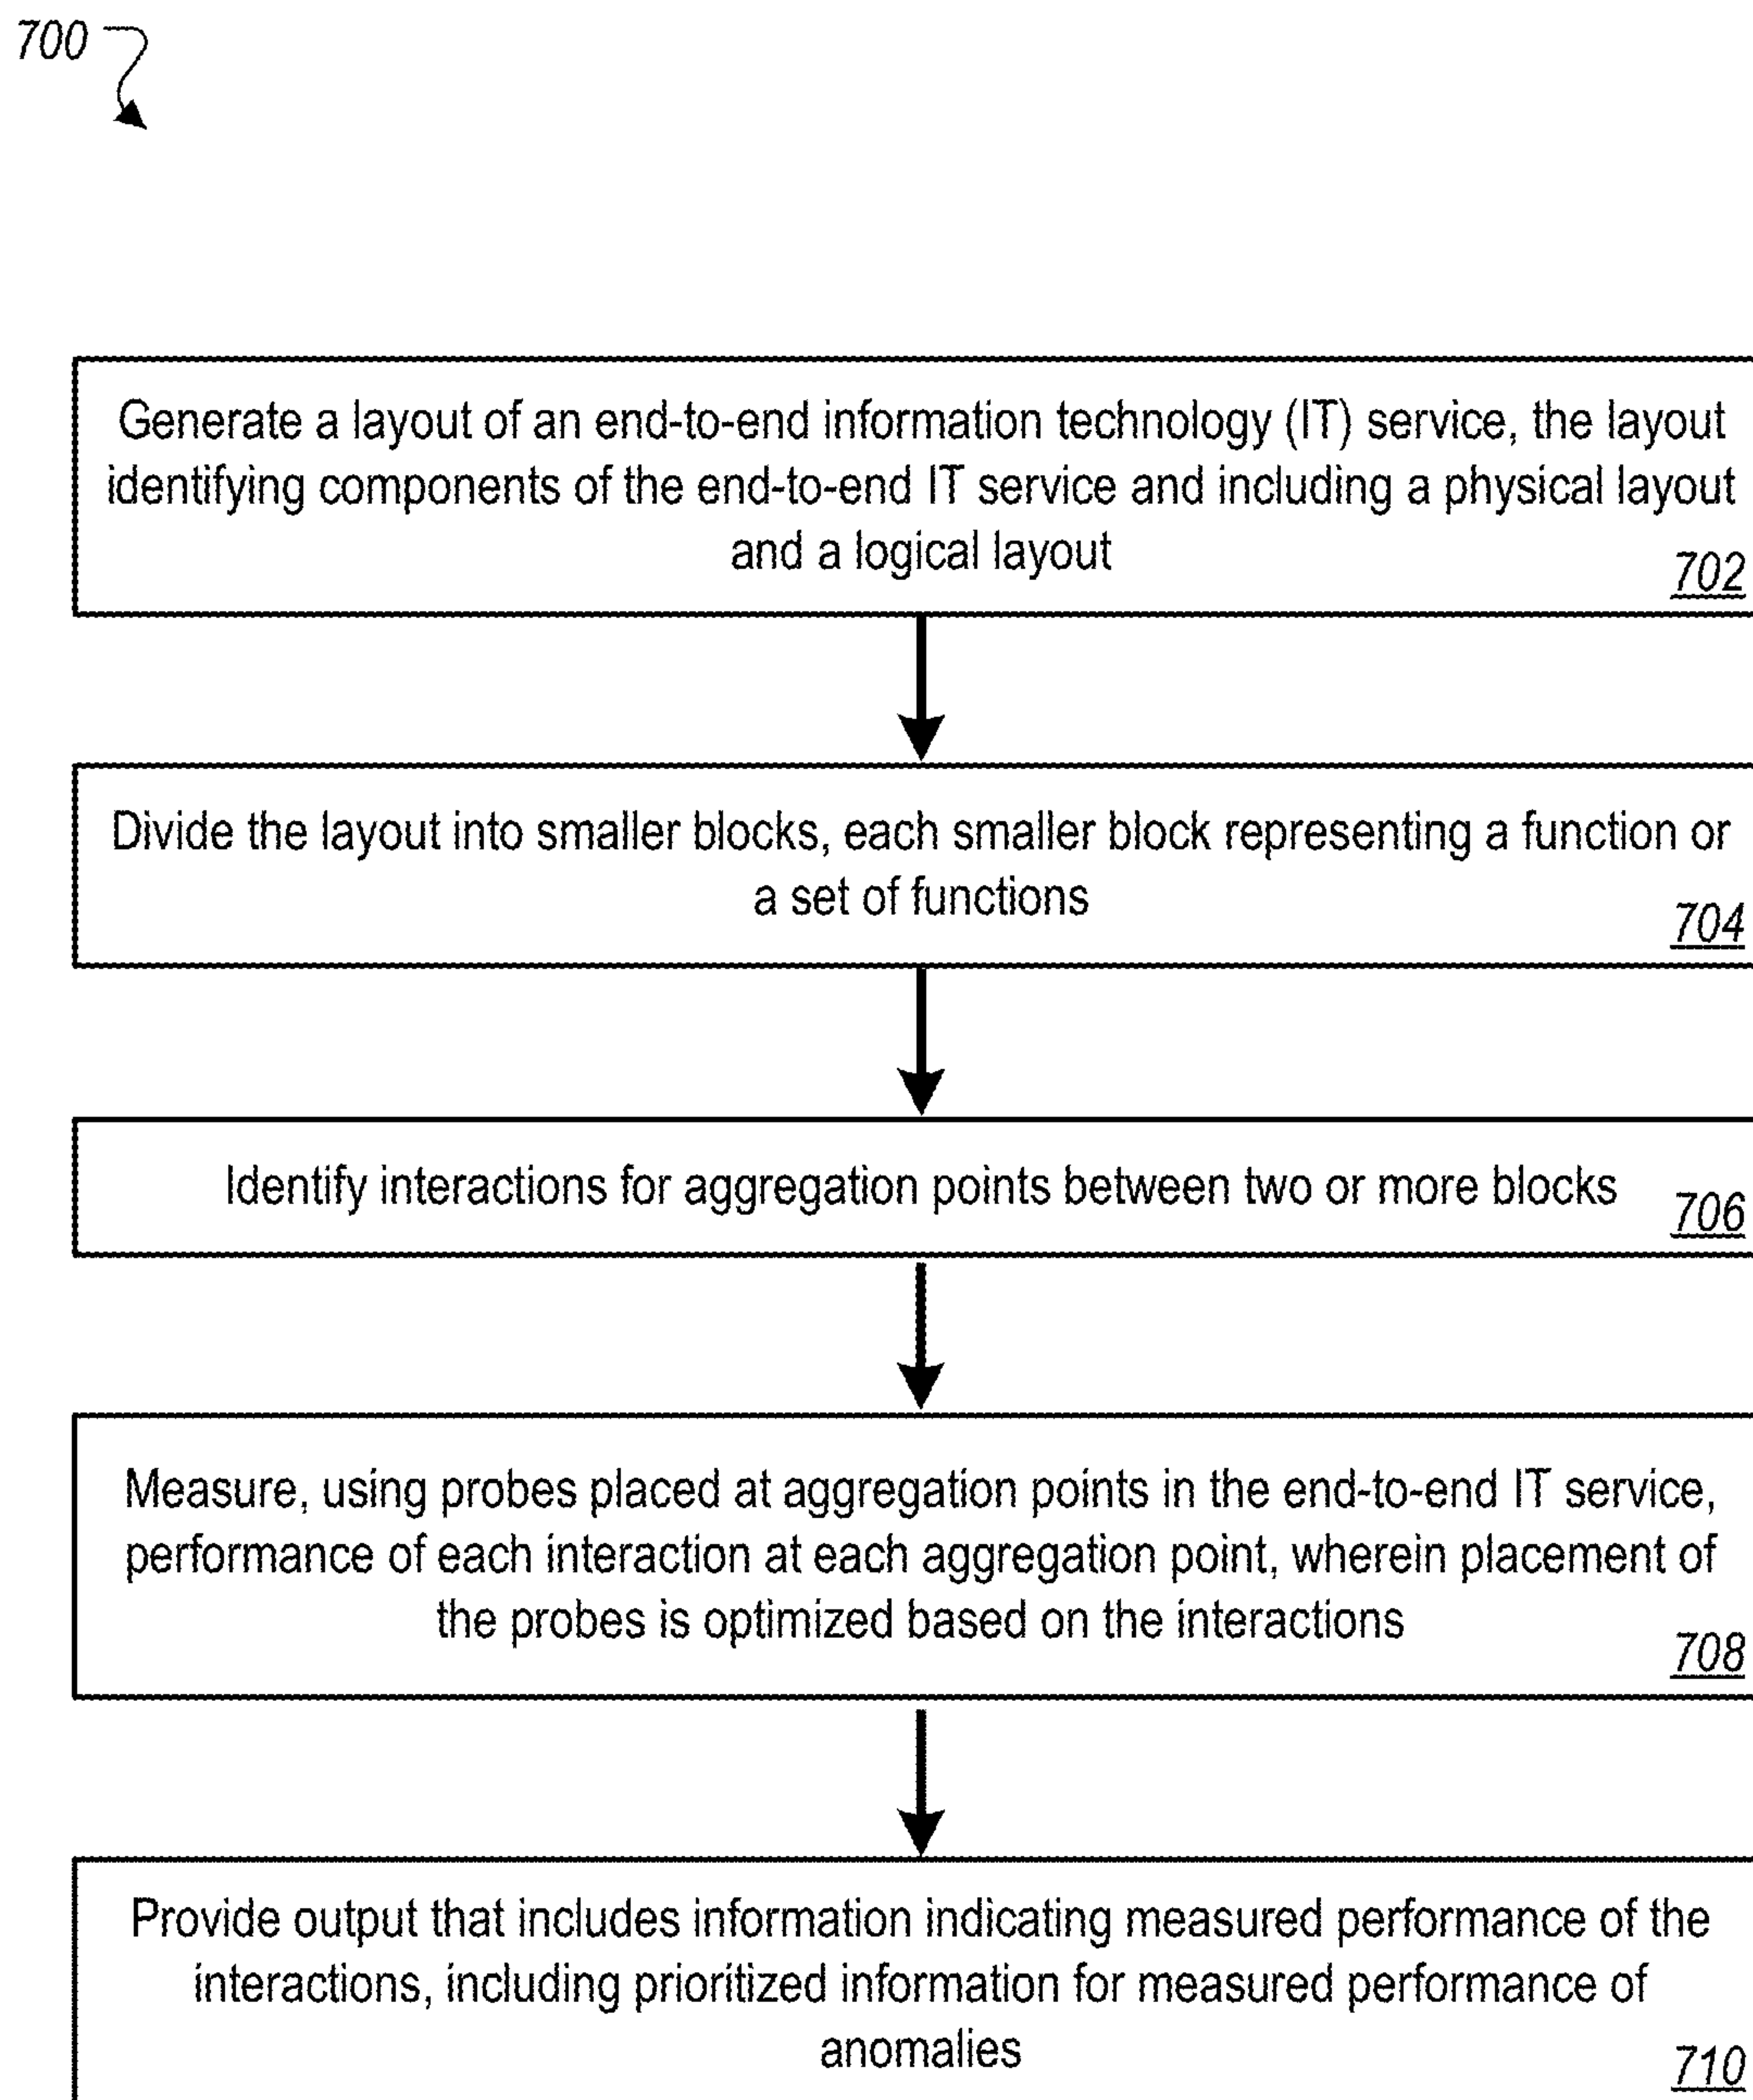 700
Generate a layout of an end-to-end information technology (IT) service, the layout
identifying components of the end-to-end IT service and including a physical layout
and a logical layout
702
Divide the layout into smaller blocks, each smaller block representing a function or
a set of functions
704
Identify interactions for aggregation points between two or more blocks
706
Measure, using probes placed at aggregation points in the end-to-end IT service,
performance of each interaction at each aggregation point, wherein placement of
the probes is optimized based on the interactions
708
Provide output that includes information indicating measured performance of the
interactions, including prioritized information for measured performance of
anomalies
710